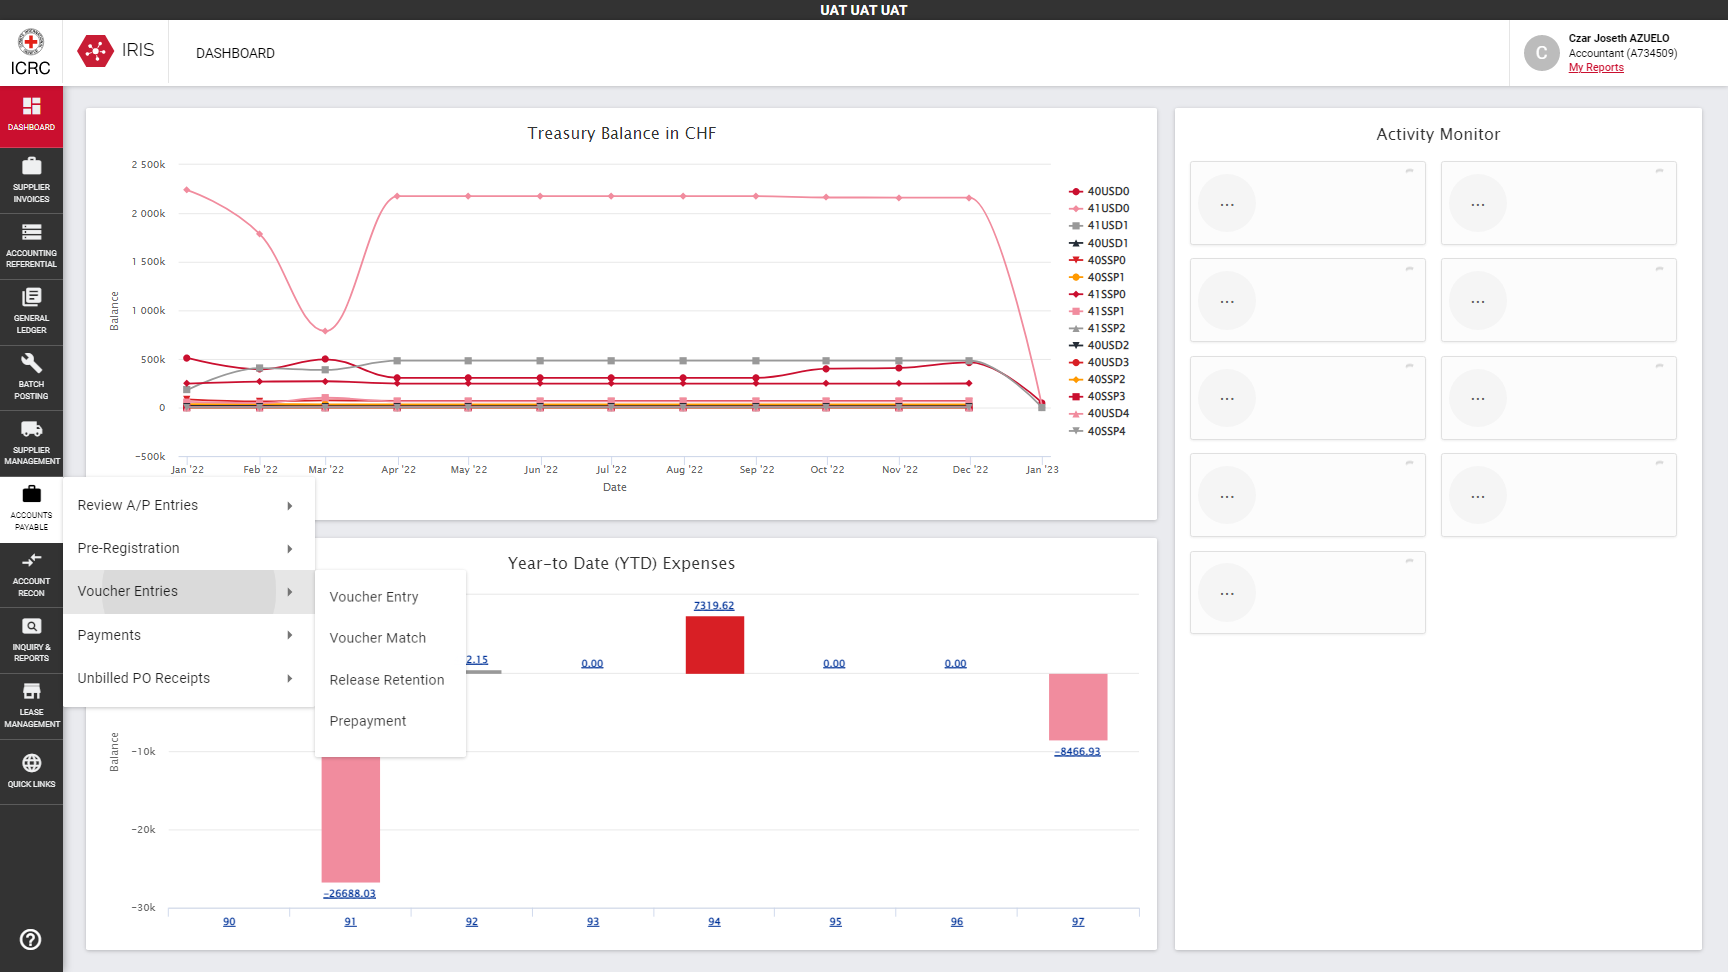 UAT UAT UAT
ICRC
IRIS
DASHBOARD
C
Czar Joseth AZUELO
Accountant (A734509)
My Reports
DASHBOARD
SUPPLIER
INVOICES
ACCOUNTING
REFERENTIAL
GENERAL
LEDGER
BATCH
POSTING
SUPPLIER
MANAGEMENT
ACCOUNTS
PAYABLE
ACCOUNT
RECON
INQUIRY &
REPORTS
LEASE
MANAGEMENT
QUICK LINKS
Treasury Balance in CHF
Balance
2 500k
2 000k
1 500k
1 000k
500k
0
−500k
Jan '22
Feb '22
Mar '22
Apr '22
May '22
Jun '22
Jul '22
Aug '22
Sep '22
Oct '22
Nov '22
Dec '22
Jan '23
Date
40USD0
41USD0
41USD1
40USD1
40SSP0
40SSP1
41SSP0
41SSP1
41SSP2
40USD2
40USD3
40SSP2
40SSP3
40USD4
40SSP4
Review A/P Entries
Pre-Registration
Voucher Entries
Payments
Unbilled PO Receipts
Voucher Entry
Voucher Match
Release Retention
Prepayment
Year-to Date (YTD) Expenses
Balance
−10k
−20k
−30k
−26688.03
2.15
0.00
7319.62
0.00
0.00
−8466.93
90
91
92
93
94
95
96
97
Activity Monitor
...
...
...
...
...
...
...
...
...